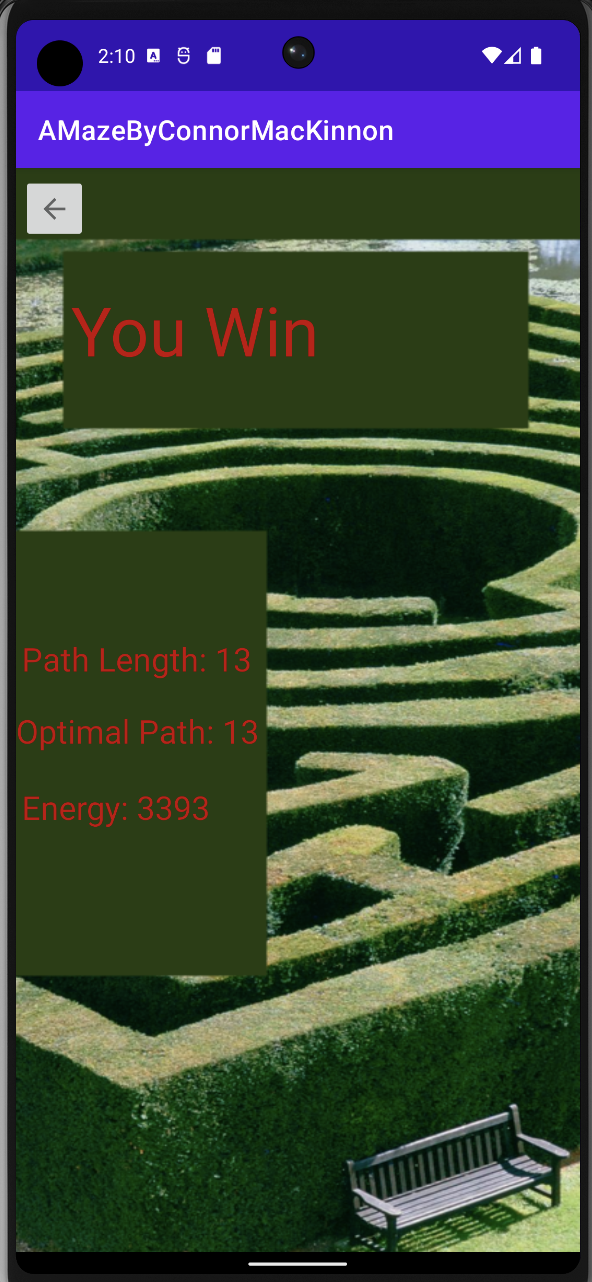 2:10
AMazeByConnorMacKinnon
You Win
Path Length: 13
Optimal Path: 13
Energy: 3393